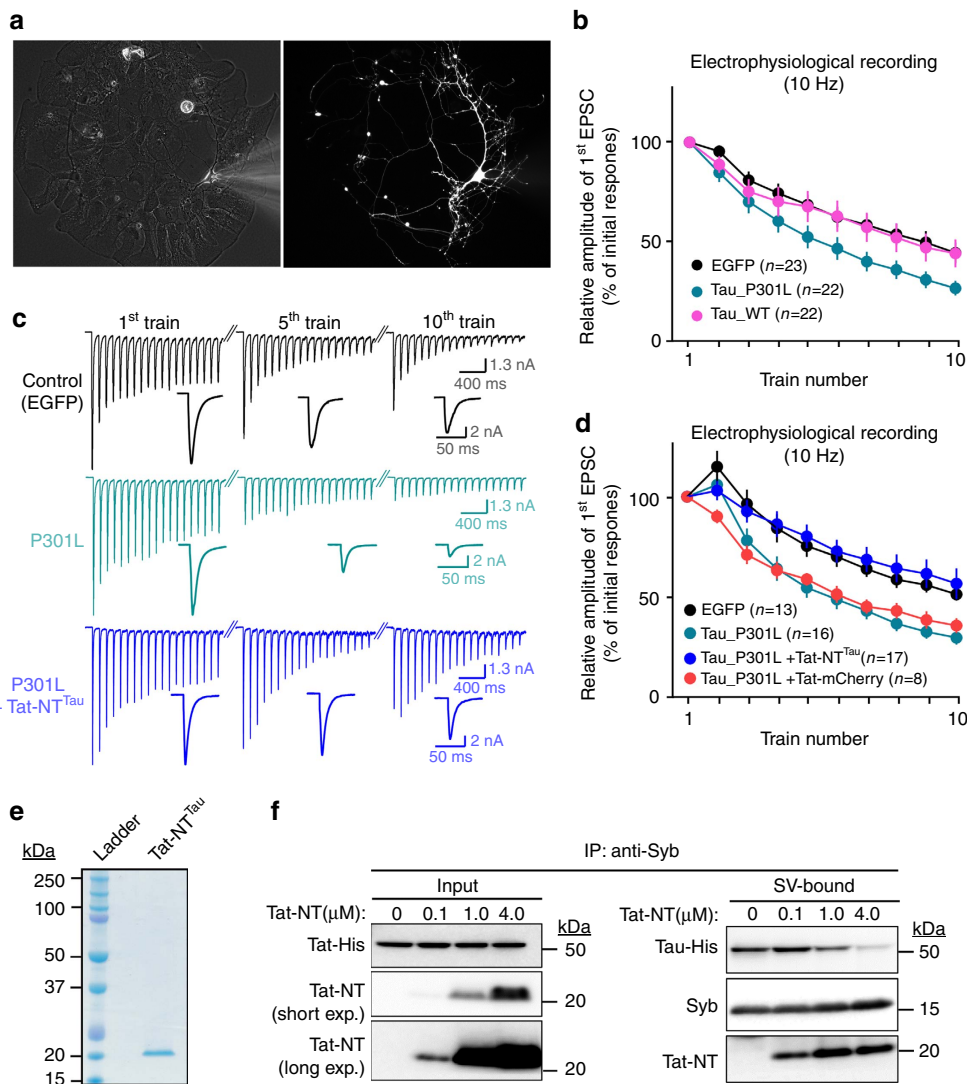 a
b
Electrophysiological recording
(10 Hz)
Relative amplitude of 1st EPSC
(% of initial respones)
100
50
0
EGFP (n=23)
Tau_P301L (n=22)
Tau_WT (n=22)
1
10
Train number
c
1st train
5th train
10th train
Control
(EGFP)
1.3 nA
400 ms
2 nA
50 ms
P301L
1.3 nA
400 ms
2 nA
50 ms
2 nA
50 ms
P301L
- Tat-NTTau
1.3 nA
400 ms
2 nA
50 ms
d
Electrophysiological recording
(10 Hz)
Relative amplitude of 1st EPSC
(% of initial respones)
100
50
0
EGFP (n=13)
Tau_P301L (n=16)
Tau_P301L +Tat-NTTau(n=17)
Tau_P301L +Tat-mCherry (n=8)
1
10
Train number
e
kDa
Ladder
Tat-NTTau
250
100
50
37
20
15
f
IP: anti-Syb
Input
Tat-NT(μM): 0 0.1 1.0 4.0
kDa
Tat-His
50
Tat-NT
(short exp.)
20
Tat-NT
(long exp.)
20
SV-bound
Tat-NT(μM): 0 0.1 1.0 4.0
kDa
Tau-His
50
Syb
15
Tat-NT
20